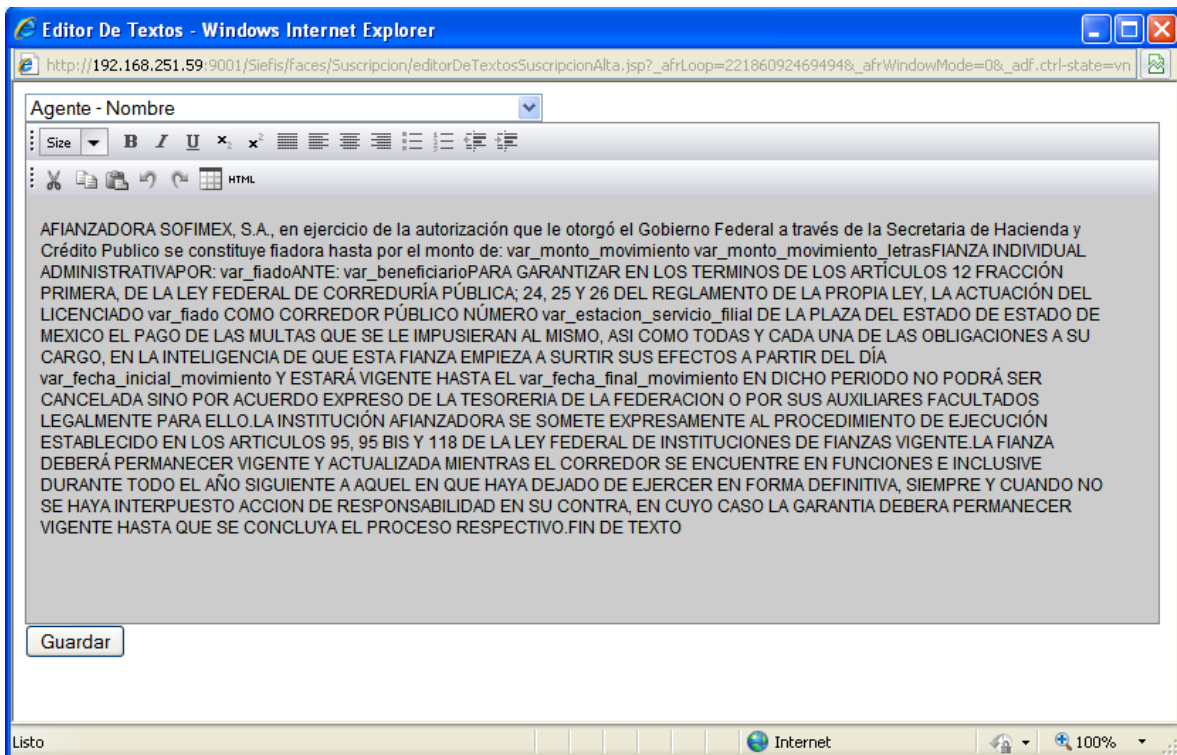 Editor De Textos - Windows Internet Explorer
http://192.168.251.59:9001/Siefis/faces/Suscripcion/editorDeTextosSuscripcionAlta.jsp?_afrLoop=22186092469494&_afrWindowMode=0&_adf.ctrl-state=vn
Agente - Nombre
Size B I U x₂ x²
HTML
AFIANZADORA SOFIMEX, S.A., en ejercicio de la autorización que le otorgó el Gobierno Federal a través de la Secretaria de Hacienda y
Crédito Publico se constituye fiadora hasta por el monto de: var_monto_movimiento var_monto_movimiento_letrasFIANZA INDIVIDUAL
ADMINISTRATIVAPOR: var_fiadoANTE: var_beneficiarioPARA GARANTIZAR EN LOS TERMINOS DE LOS ARTÍCULOS 12 FRACCIÓN
PRIMERA, DE LA LEY FEDERAL DE CORREDURÍA PÚBLICA; 24, 25 Y 26 DEL REGLAMENTO DE LA PROPIA LEY, LA ACTUACIÓN DEL
LICENCIADO var_fiado COMO CORREDOR PÚBLICO NÚMERO var_estacion_servicio_filial DE LA PLAZA DEL ESTADO DE ESTADO DE
MEXICO EL PAGO DE LAS MULTAS QUE SE LE IMPUSIERAN AL MISMO, ASI COMO TODAS Y CADA UNA DE LAS OBLIGACIONES A SU
CARGO, EN LA INTELIGENCIA DE QUE ESTA FIANZA EMPIEZA A SURTIR SUS EFECTOS A PARTIR DEL DÍA
var_fecha_inicial_movimiento Y ESTARÁ VIGENTE HASTA EL var_fecha_final_movimiento EN DICHO PERIODO NO PODRÁ SER
CANCELADA SINO POR ACUERDO EXPRESO DE LA TESORERIA DE LA FEDERACION O POR SUS AUXILIARES FACULTADOS
LEGALMENTE PARA ELLO.LA INSTITUCIÓN AFIANZADORA SE SOMETE EXPRESAMENTE AL PROCEDIMIENTO DE EJECUCIÓN
ESTABLECIDO EN LOS ARTICULOS 95, 95 BIS Y 118 DE LA LEY FEDERAL DE INSTITUCIONES DE FIANZAS VIGENTE.LA FIANZA
DEBERÁ PERMANECER VIGENTE Y ACTUALIZADA MIENTRAS EL CORREDOR SE ENCUENTRE EN FUNCIONES E INCLUSIVE
DURANTE TODO EL AÑO SIGUIENTE A AQUEL EN QUE HAYA DEJADO DE EJERCER EN FORMA DEFINITIVA, SIEMPRE Y CUANDO NO
SE HAYA INTERPUESTO ACCION DE RESPONSABILIDAD EN SU CONTRA, EN CUYO CASO LA GARANTIA DEBERA PERMANECER
VIGENTE HASTA QUE SE CONCLUYA EL PROCESO RESPECTIVO.FIN DE TEXTO
Guardar
Listo
Internet
100%